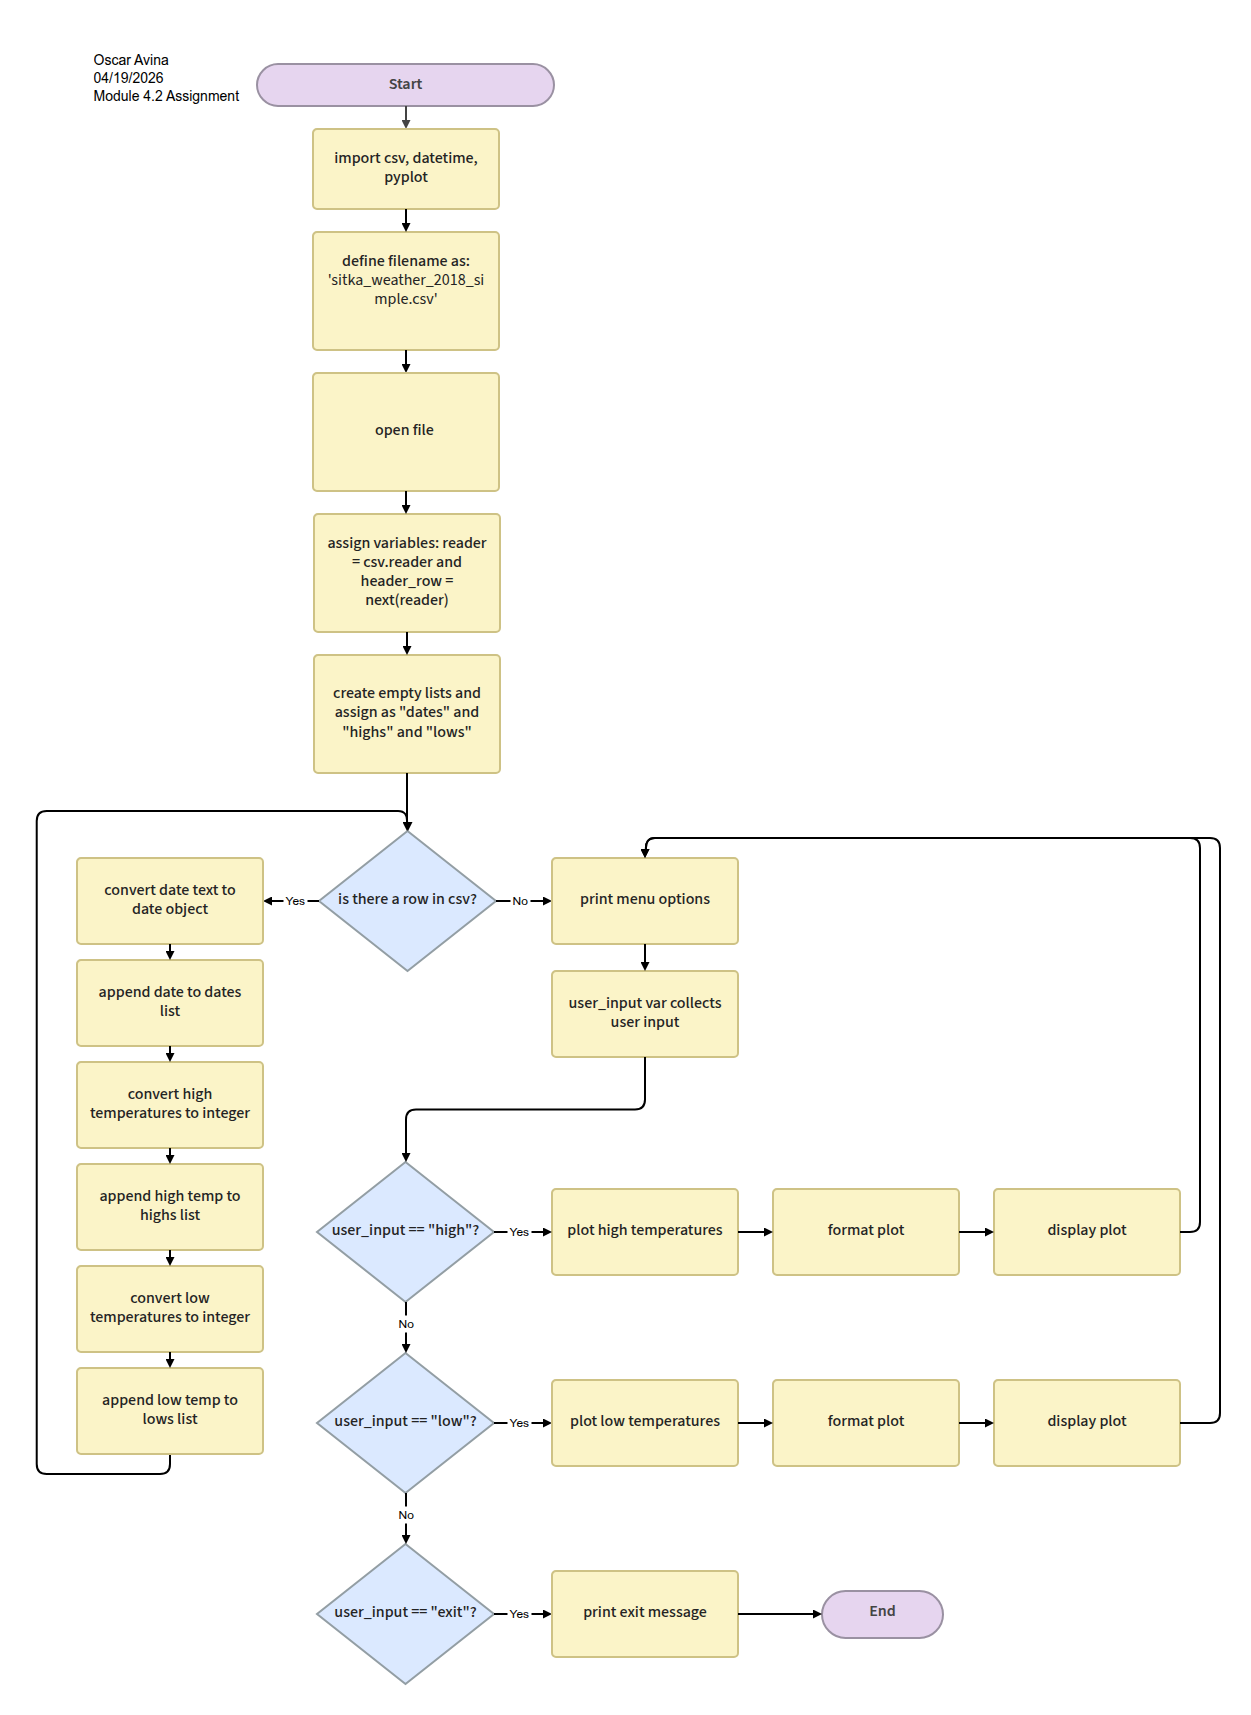 Oscar Avina
04/19/2026
Module 4.2 Assignment
Start
import csv, datetime,
pyplot
define filename as:
'sitka_weather_2018_si
mple.csv'
open file
assign variables: reader
= csv.reader and
header_row =
next(reader)
create empty lists and
assign as "dates" and
"highs" and "lows"
is there a row in csv?
Yes
No
convert date text to
date object
append date to dates
list
convert high
temperatures to integer
append high temp to
highs list
convert low
temperatures to integer
append low temp to
lows list
print menu options
user_input var collects
user input
user_input == "high"?
Yes
plot high temperatures
format plot
display plot
No
user_input == "low"?
Yes
plot low temperatures
format plot
display plot
No
user_input == "exit"?
Yes
print exit message
End